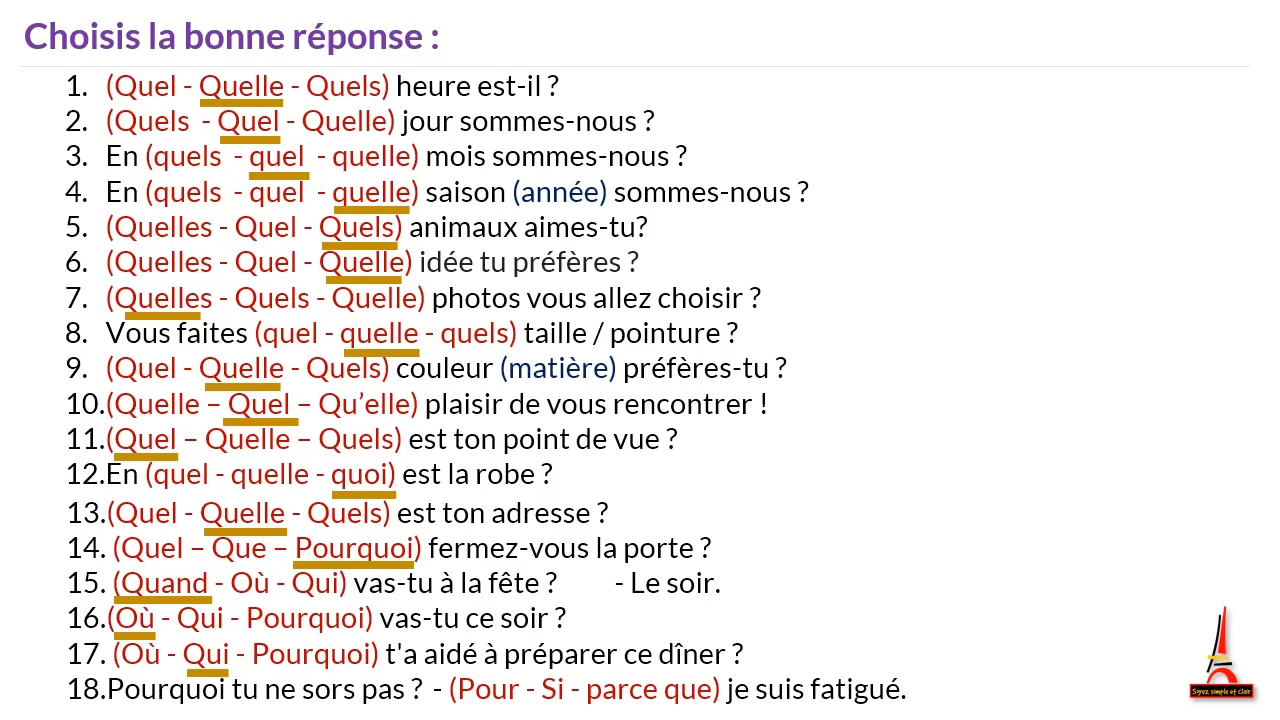 Choisis la bonne réponse :
1. (Quel - Quelle - Quels) heure est-il ?
2. (Quels - Quel - Quelle) jour sommes-nous ?
3. En (quels - quel - quelle) mois sommes-nous ?
4. En (quels - quel - quelle) saison (année) sommes-nous ?
5. (Quelles - Quel - Quels) animaux aimes-tu?
6. (Quelles - Quel - Quelle) idée tu préfères ?
7. (Quelles - Quels - Quelle) photos vous allez choisir ?
8. Vous faites (quel - quelle - quels) taille / pointure ?
9. (Quel - Quelle - Quels) couleur (matière) préfères-tu ?
10.(Quelle – Quel – Qu’elle) plaisir de vous rencontrer !
11.(Quel – Quelle – Quels) est ton point de vue ?
12.En (quel - quelle - quoi) est la robe ?
13.(Quel - Quelle - Quels) est ton adresse ?
14. (Quel – Que – Pourquoi) fermez-vous la porte ?
15. (Quand - Où - Qui) vas-tu à la fête ? - Le soir.
16.(Où - Qui - Pourquoi) vas-tu ce soir ?
17. (Où - Qui - Pourquoi) t'a aidé à préparer ce dîner ?
18.Pourquoi tu ne sors pas ? - (Pour - Si - parce que) je suis fatigué.
Soyez simple et clair